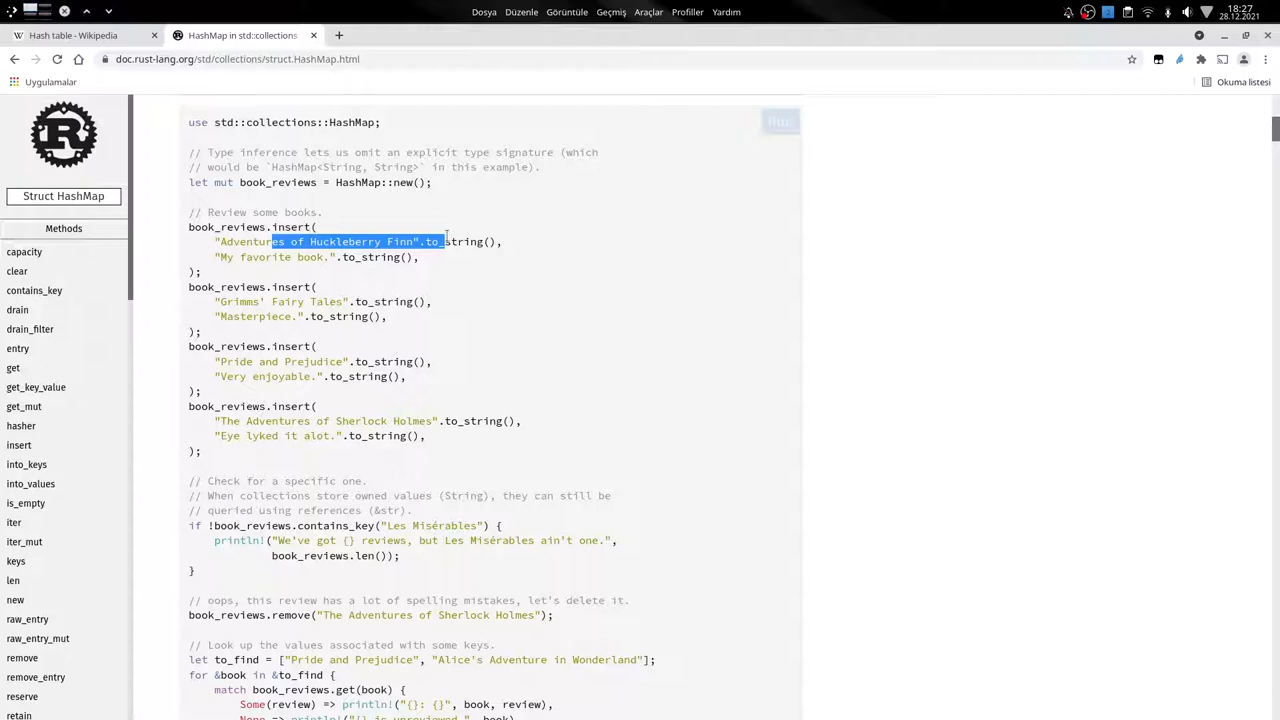 Dosya Düzenle Görüntüle Geçmiş Araçlar Profiller Yardım
18:27
28.12.2021
W Hash table - Wikipedia
HashMap in std::collections
doc.rust-lang.org/std/collections/struct.HashMap.html
Uygulamalar
Okuma listesi
R
Struct HashMap
Methods
capacity
clear
contains_key
drain
drain_filter
entry
get
get_key_value
get_mut
hasher
insert
into_keys
into_values
is_empty
iter
iter_mut
keys
len
new
raw_entry
raw_entry_mut
remove
remove_entry
reserve
retain
Run
use std::collections::HashMap;
// Type inference lets us omit an explicit type signature (which
// would be `HashMap<String, String>` in this example).
let mut book_reviews = HashMap::new();
// Review some books.
book_reviews.insert(
"Adventures of Huckleberry Finn".to_string(),
"My favorite book.".to_string(),
);
book_reviews.insert(
"Grimms' Fairy Tales".to_string(),
"Masterpiece.".to_string(),
);
book_reviews.insert(
"Pride and Prejudice".to_string(),
"Very enjoyable.".to_string(),
);
book_reviews.insert(
"The Adventures of Sherlock Holmes".to_string(),
"Eye lyked it alot.".to_string(),
);
// Check for a specific one.
// When collections store owned values (String), they can still be
// queried using references (&str).
if !book_reviews.contains_key("Les Misérables") {
println!("We've got {} reviews, but Les Misérables ain't one.",
book_reviews.len());
}
// oops, this review has a lot of spelling mistakes, let's delete it.
book_reviews.remove("The Adventures of Sherlock Holmes");
// Look up the values associated with some keys.
let to_find = ["Pride and Prejudice", "Alice's Adventure in Wonderland"];
for &book in &to_find {
match book_reviews.get(book) {
Some(review) => println!("{}: {}", book, review),
None => println!("{} is unreviewed.", book)